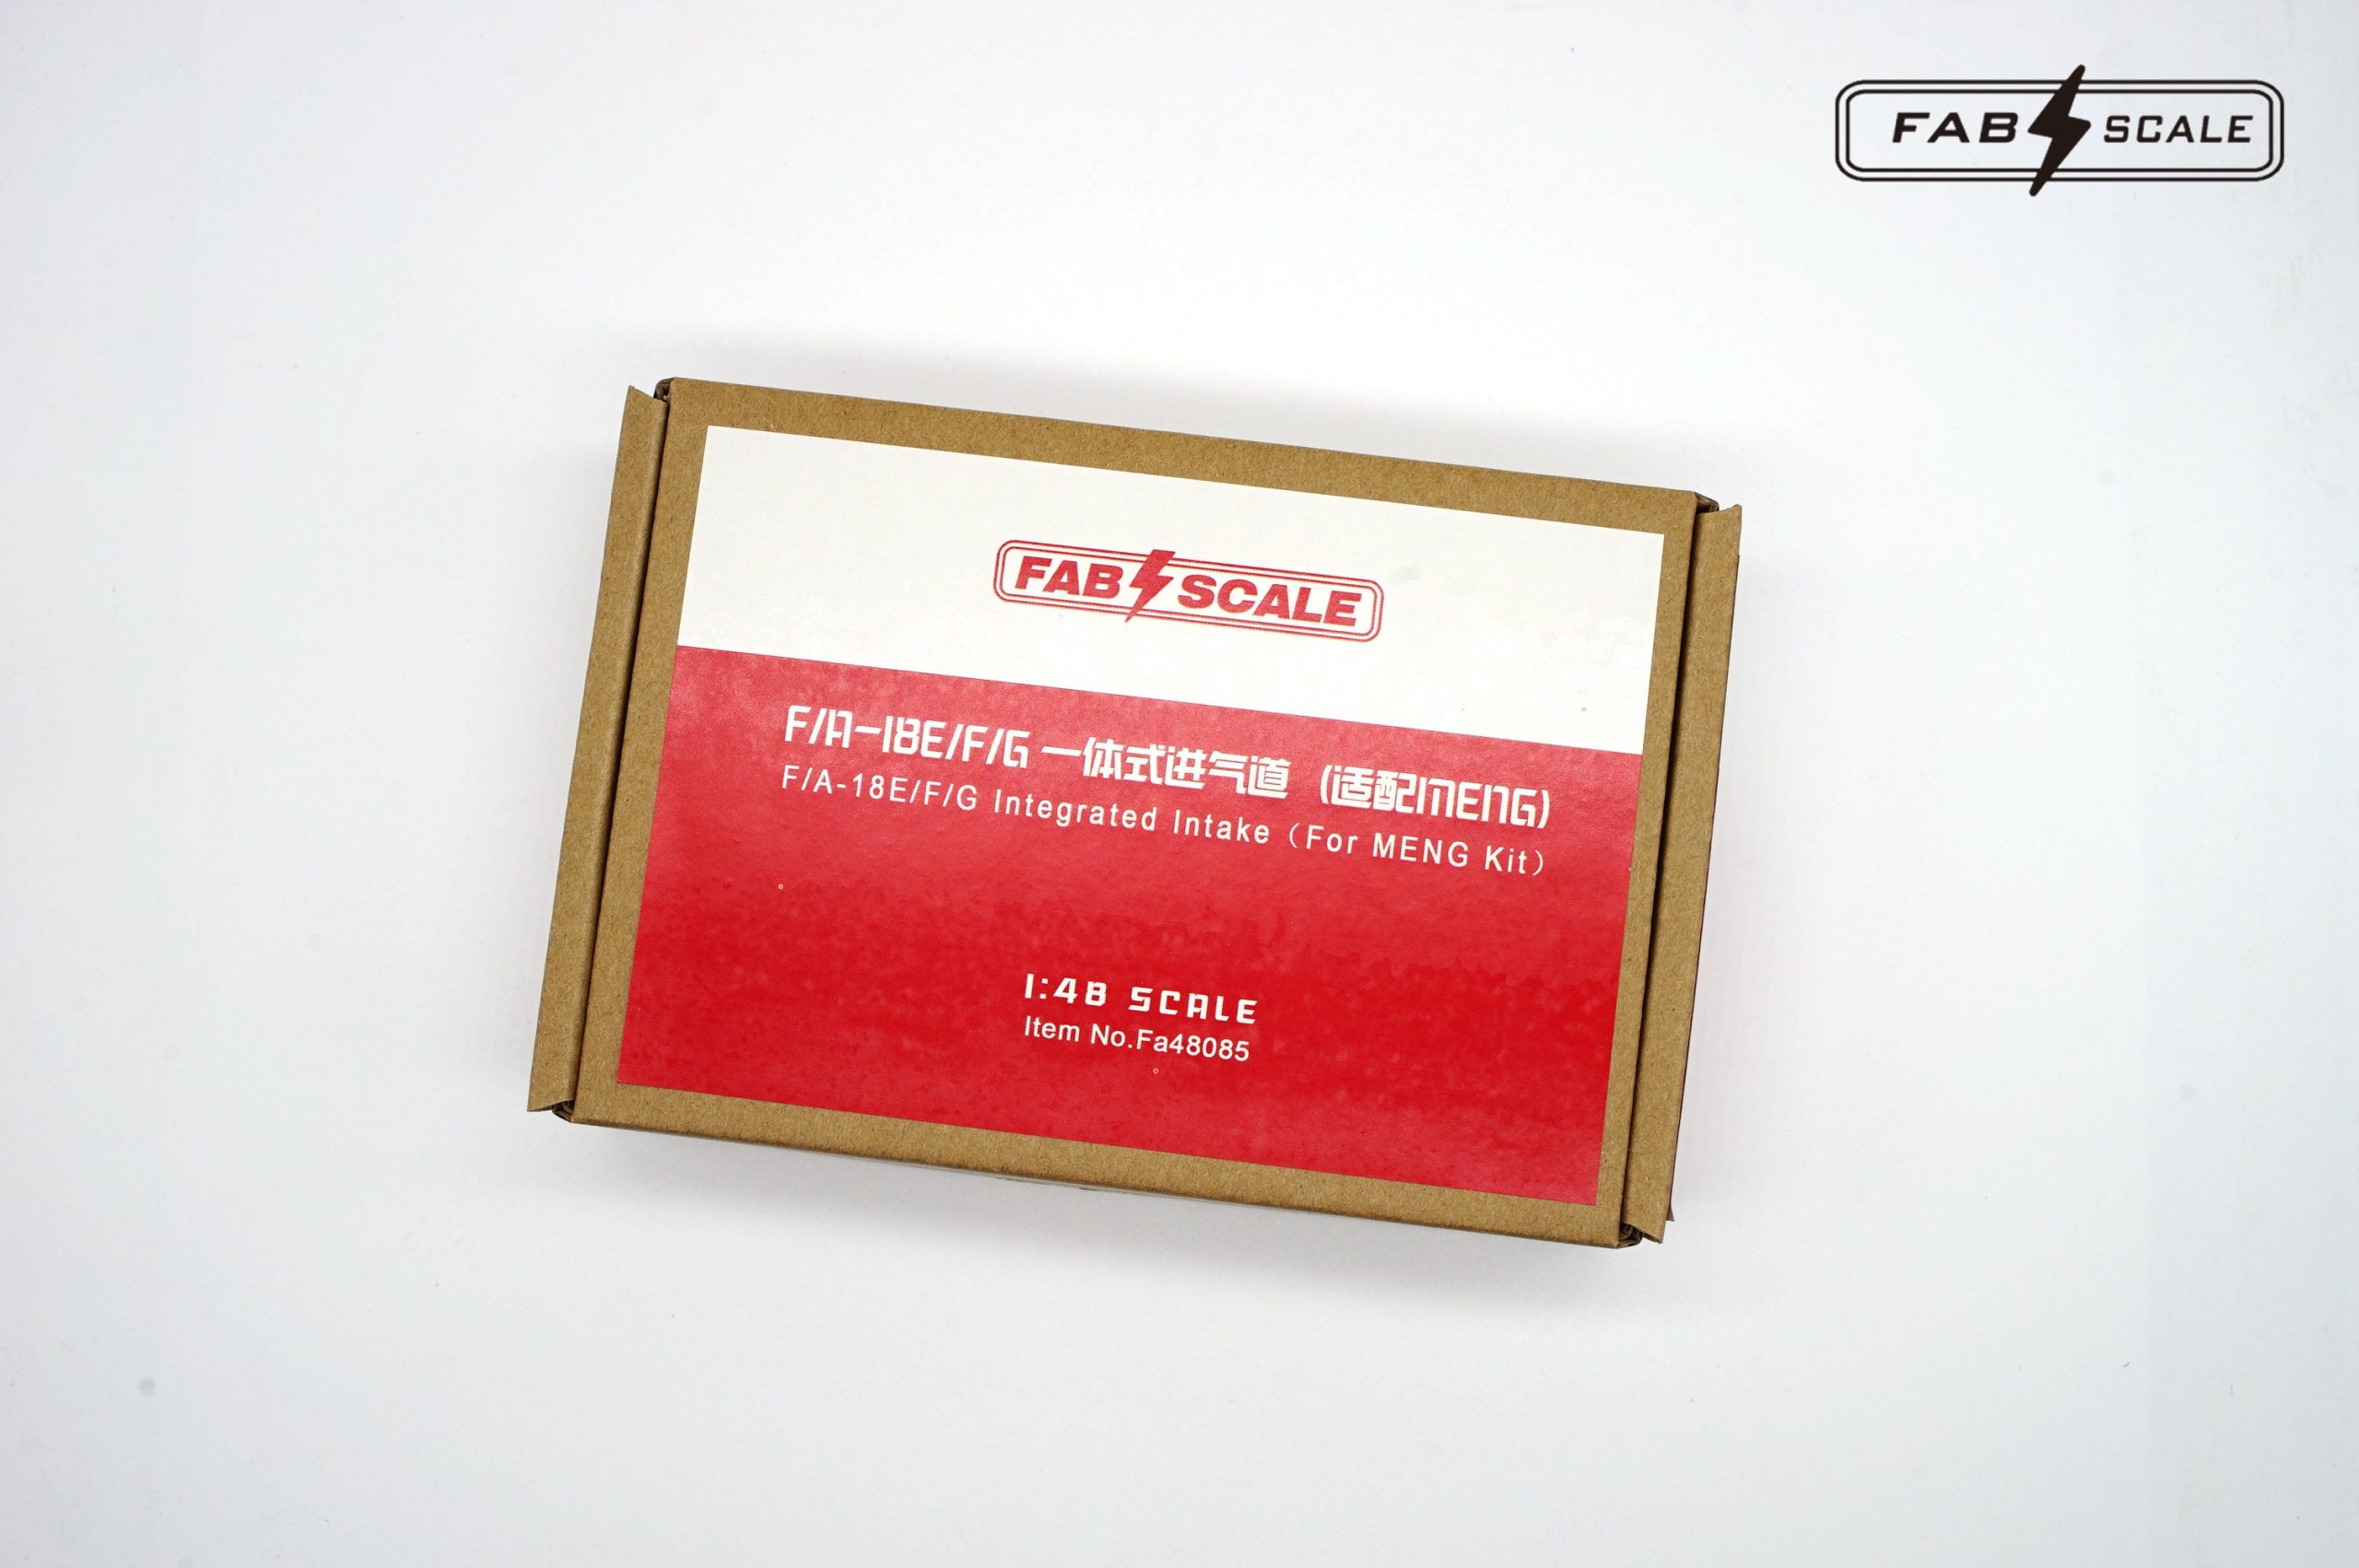 FAB SCALE
FAB SCALE
F/A-18E/F/G 一体式进气道 (适配MENG)
F/A-18E/F/G Integrated Intake（For MENG Kit）
1:48 SCALE
Item No.Fa48085